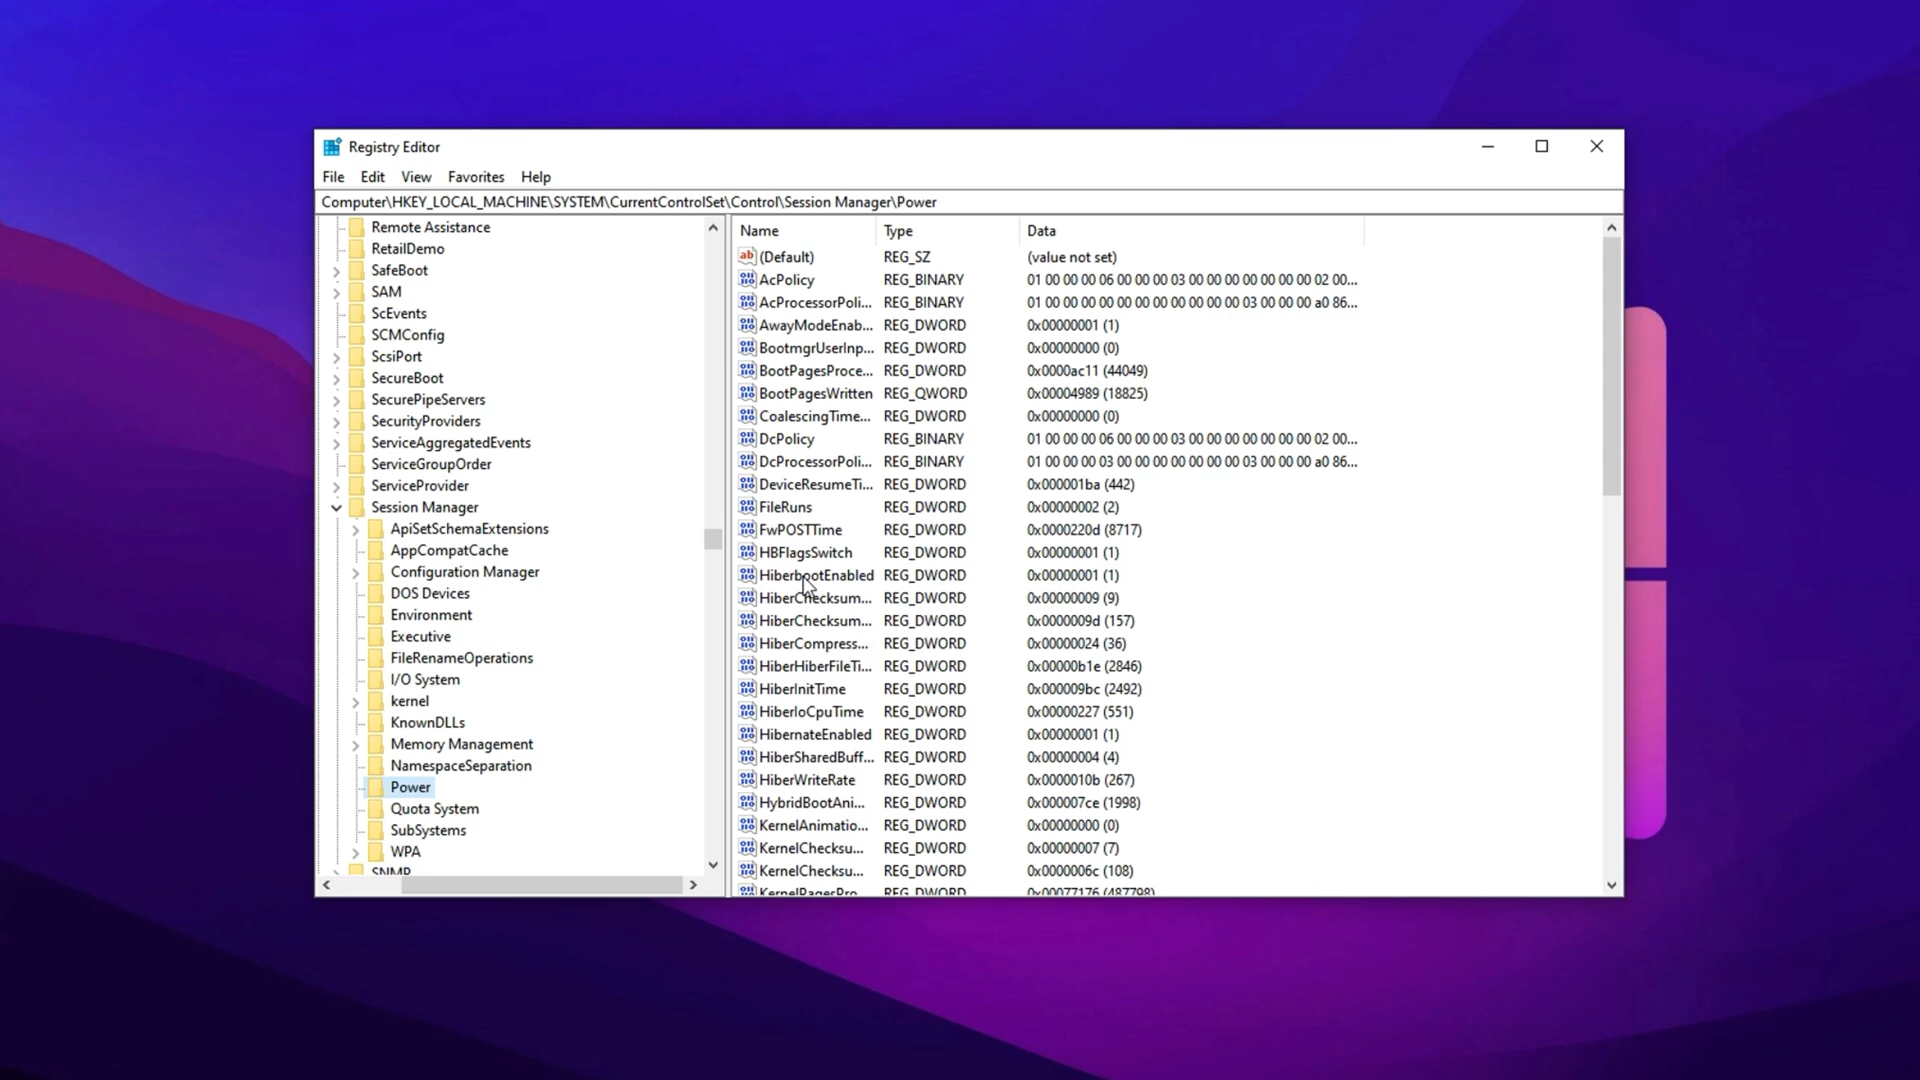 Registry Editor
File Edit View Favorites Help
Computer\HKEY_LOCAL_MACHINE\SYSTEM\CurrentControlSet\Control\Session Manager\Power
Remote Assistance
RetailDemo
SafeBoot
SAM
ScEvents
SCMConfig
ScsiPort
SecureBoot
SecurePipeServers
SecurityProviders
ServiceAggregatedEvents
ServiceGroupOrder
ServiceProvider
Session Manager
ApiSetSchemaExtensions
AppCompatCache
Configuration Manager
DOS Devices
Environment
Executive
FileRenameOperations
I/O System
kernel
KnownDLLs
Memory Management
NamespaceSeparation
Power
Quota System
SubSystems
WPA
SNMP
Name Type Data
(Default) REG_SZ (value not set)
AcPolicy REG_BINARY 01 00 00 00 06 00 00 00 03 00 00 00 00 00 00 00 02 00...
AcProcessorPoli... REG_BINARY 01 00 00 00 00 00 00 00 00 00 00 00 03 00 00 00 a0 86...
AwayModeEnab... REG_DWORD 0x00000001 (1)
BootmgrUserInp... REG_DWORD 0x00000000 (0)
BootPagesProce... REG_DWORD 0x0000ac11 (44049)
BootPagesWritten REG_QWORD 0x00004989 (18825)
CoalescingTime... REG_DWORD 0x00000000 (0)
DcPolicy REG_BINARY 01 00 00 00 06 00 00 00 03 00 00 00 00 00 00 00 02 00...
DcProcessorPoli... REG_BINARY 01 00 00 00 03 00 00 00 00 00 00 00 03 00 00 00 a0 86...
DeviceResumeTi... REG_DWORD 0x000001ba (442)
FileRuns REG_DWORD 0x00000002 (2)
FwPOSTTime REG_DWORD 0x0000220d (8717)
HBFlagsSwitch REG_DWORD 0x00000001 (1)
HiberbootEnabled REG_DWORD 0x00000001 (1)
HiberChecksum... REG_DWORD 0x00000009 (9)
HiberChecksum... REG_DWORD 0x0000009d (157)
HiberCompress... REG_DWORD 0x00000024 (36)
HiberHiberFileTi... REG_DWORD 0x00000b1e (2846)
HiberInitTime REG_DWORD 0x000009bc (2492)
HiberIoCpuTime REG_DWORD 0x00000227 (551)
HibernateEnabled REG_DWORD 0x00000001 (1)
HiberSharedBuff... REG_DWORD 0x00000004 (4)
HiberWriteRate REG_DWORD 0x0000010b (267)
HybridBootAni... REG_DWORD 0x000007ce (1998)
KernelAnimatio... REG_DWORD 0x00000000 (0)
KernelChecksu... REG_DWORD 0x00000007 (7)
KernelChecksu... REG_DWORD 0x0000006c (108)
KernelPagesPro... REG_DWORD 0x00077176 (487798)